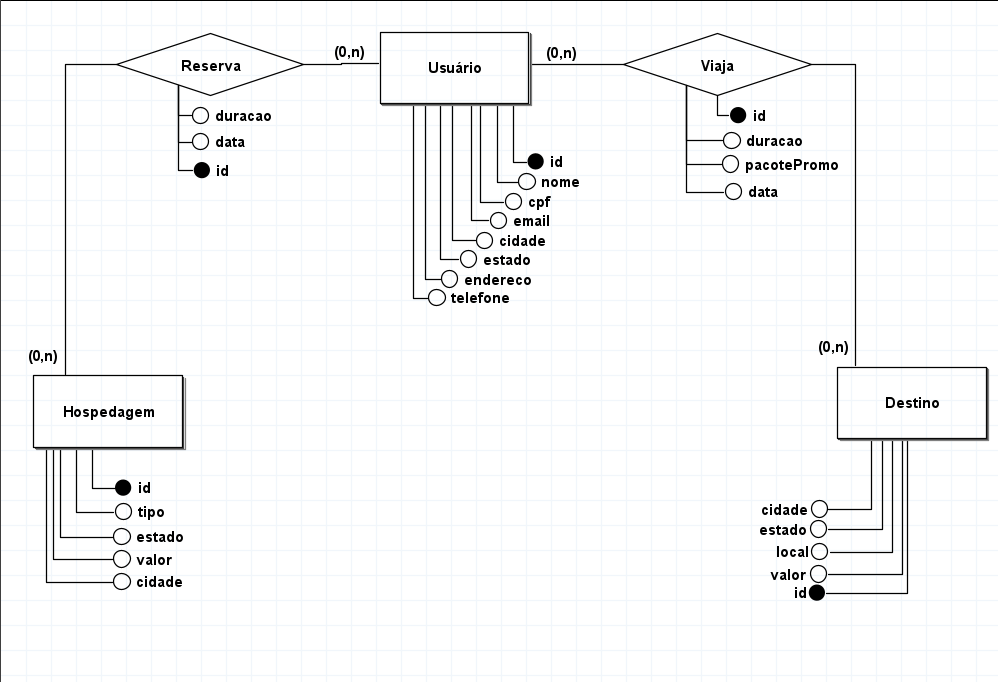 Reserva
(0,n)
Usuário
(0,n)
Viaja
duracao
data
id
id
duracao
pacotePromo
data
id
nome
cpf
email
cidade
estado
endereco
telefone
(0,n)
Hospedagem
id
tipo
estado
valor
cidade
(0,n)
Destino
cidade
estado
local
valor
id